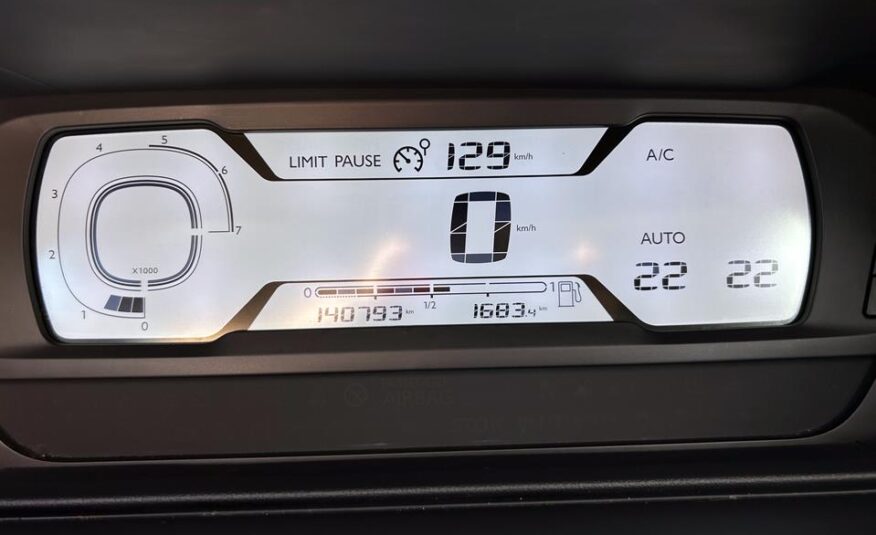 4 5 6
3 2 1 0 7
X1000
LIMIT PAUSE 129 km/h
0 km/h
0 1/2 1
140793 km 1683.4 km
A/C
AUTO
22 22
AIRBAG